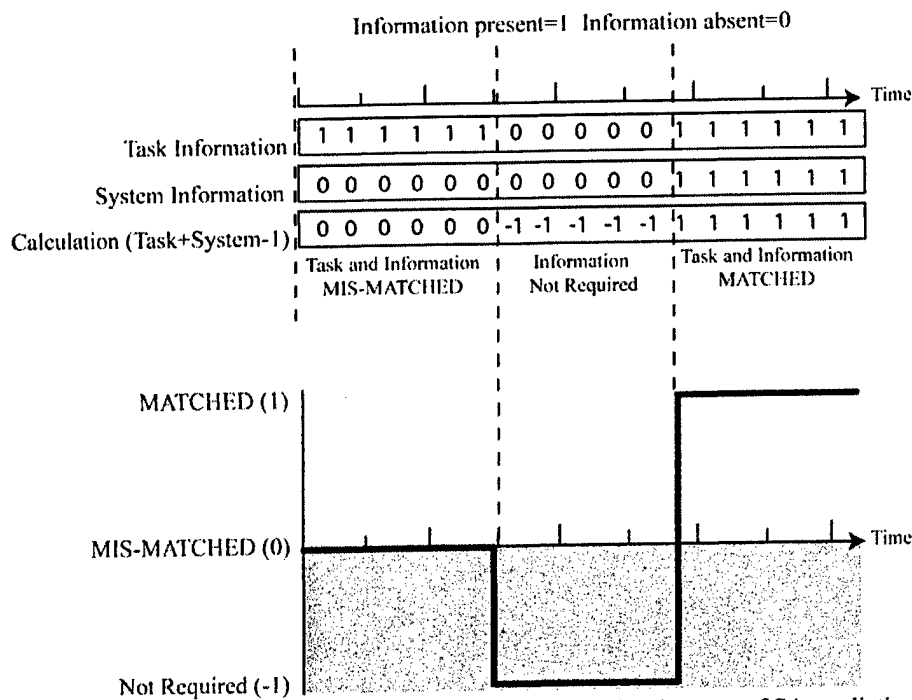 Information present=1 Information absent=0
Time
Task Information 1 1 1 1 1 1 0 0 0 0 0 1 1 1 1 1 1
System Information 0 0 0 0 0 0 0 0 0 0 0 1 1 1 1 1 1
Calculation (Task+System-1) 0 0 0 0 0 0 -1 -1 -1 -1 -1 1 1 1 1 1 1
Task and Information
MIS-MATCHED
Information
Not Required
Task and Information
MATCHED
MATCHED (1)
MIS-MATCHED (0)
Time
Not Required (-1)